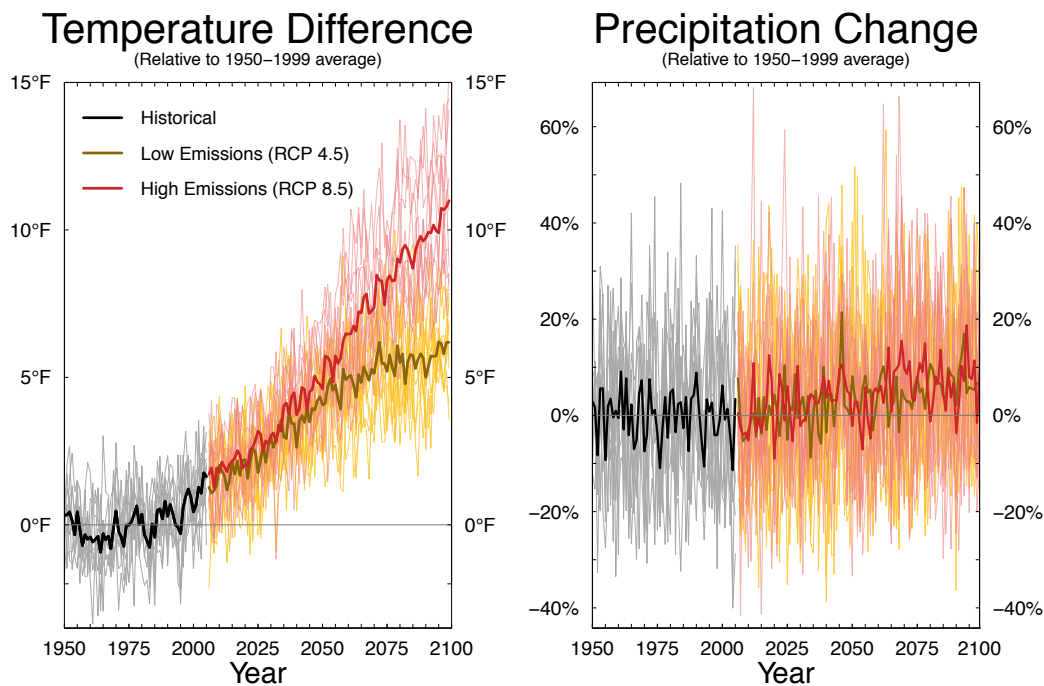 Temperature Difference
(Relative to 1950–1999 average)
15°F
15°F
Historical
Low Emissions (RCP 4.5)
High Emissions (RCP 8.5)
10°F
10°F
5°F
5°F
0°F
0°F
1950 1975 2000 2025 2050 2075 2100
Year
Precipitation Change
(Relative to 1950–1999 average)
60%
60%
40%
40%
20%
20%
0%
0%
−20%
−20%
−40%
−40%
1950 1975 2000 2025 2050 2075 2100
Year